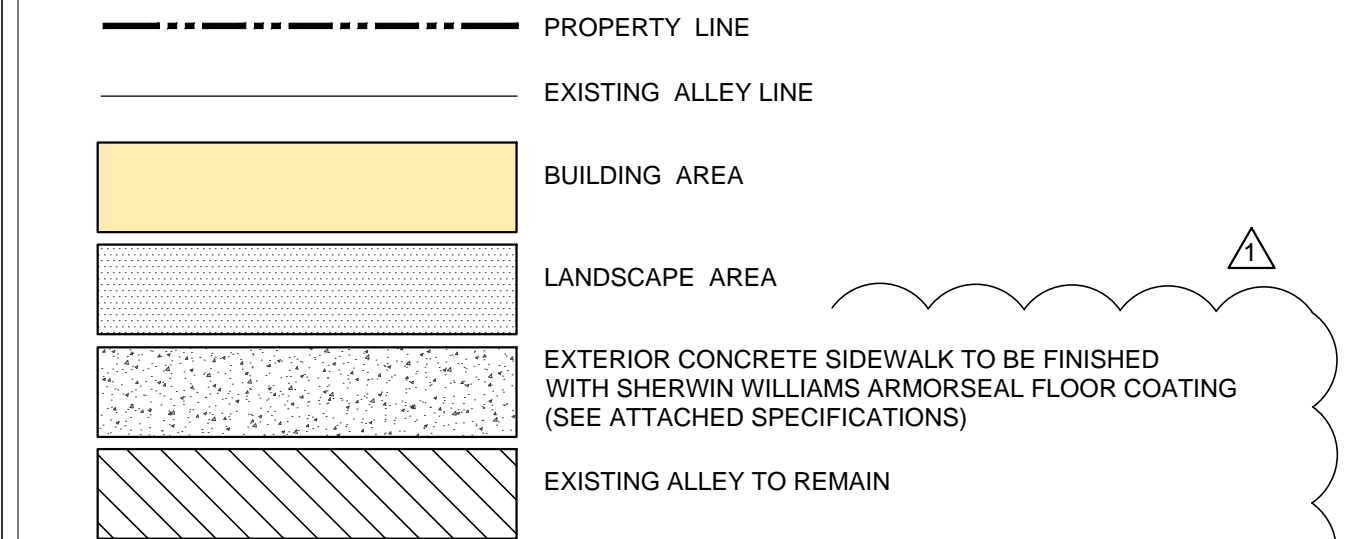 PROPERTY LINE
EXISTING ALLEY LINE
BUILDING AREA
1
LANDSCAPE AREA
EXTERIOR CONCRETE SIDEWALK TO BE FINISHED
WITH SHERWIN WILLIAMS ARMORSEAL FLOOR COATING
(SEE ATTACHED SPECIFICATIONS)
EXISTING ALLEY TO REMAIN